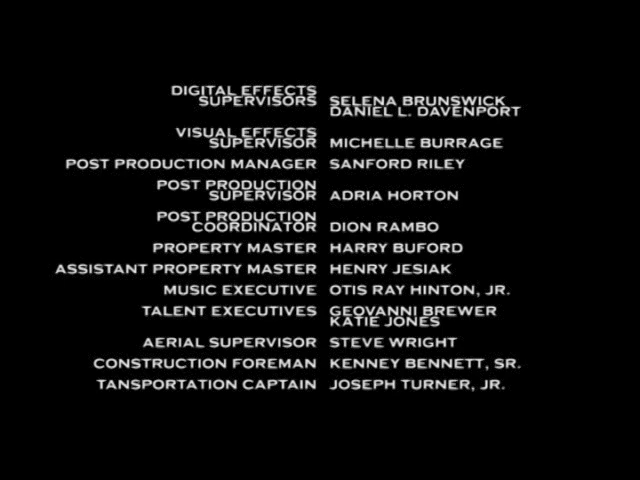 DIGITAL EFFECTS
SUPERVISORS SELENA BRUNSWICK
DANIEL L. DAVENPORT
VISUAL EFFECTS
SUPERVISOR MICHELLE BURRAGE
POST PRODUCTION MANAGER SANFORD RILEY
POST PRODUCTION
SUPERVISOR ADRIA HORTON
POST PRODUCTION
COORDINATOR DION RAMBO
PROPERTY MASTER HARRY BUFORD
ASSISTANT PROPERTY MASTER HENRY JESIAK
MUSIC EXECUTIVE OTIS RAY HINTON, JR.
TALENT EXECUTIVES GEOVANNI BREWER
KATIE JONES
AERIAL SUPERVISOR STEVE WRIGHT
CONSTRUCTION FOREMAN KENNEY BENNETT, SR.
TANSPORTATION CAPTAIN JOSEPH TURNER, JR.